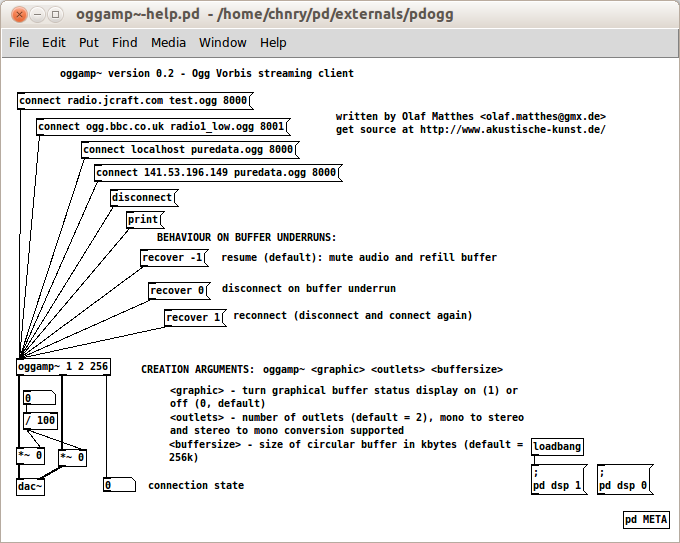 oggamp~-help.pd - /home/chnry/pd/externals/pdogg
File Edit Put Find Media Window Help
oggamp~ version 0.2 - Ogg Vorbis streaming client
connect radio.jcraft.com test.ogg 8000
connect ogg.bbc.co.uk radio1_low.ogg 8001
written by Olaf Matthes <olaf.matthes@gmx.de>
get source at http://www.akustische-kunst.de/
connect localhost puredata.ogg 8000
connect 141.53.196.149 puredata.ogg 8000
disconnect
print
BEHAVIOUR ON BUFFER UNDERRUNS:
recover -1 resume (default): mute audio and refill buffer
recover 0 disconnect on buffer underrun
recover 1 reconnect (disconnect and connect again)
oggamp~ 1 2 256
CREATION ARGUMENTS: oggamp~ <graphic> <outlets> <buffersize>
<graphic> - turn graphical buffer status display on (1) or
off (0, default)
<outlets> - number of outlets (default = 2), mono to stereo
and stereo to mono conversion supported
<buffersize> - size of circular buffer in kbytes (default =
256k)
0
/ 100
*~ 0
*~ 0
dac~
0 connection state
loadbang
;
pd dsp 1
;
pd dsp 0
pd META